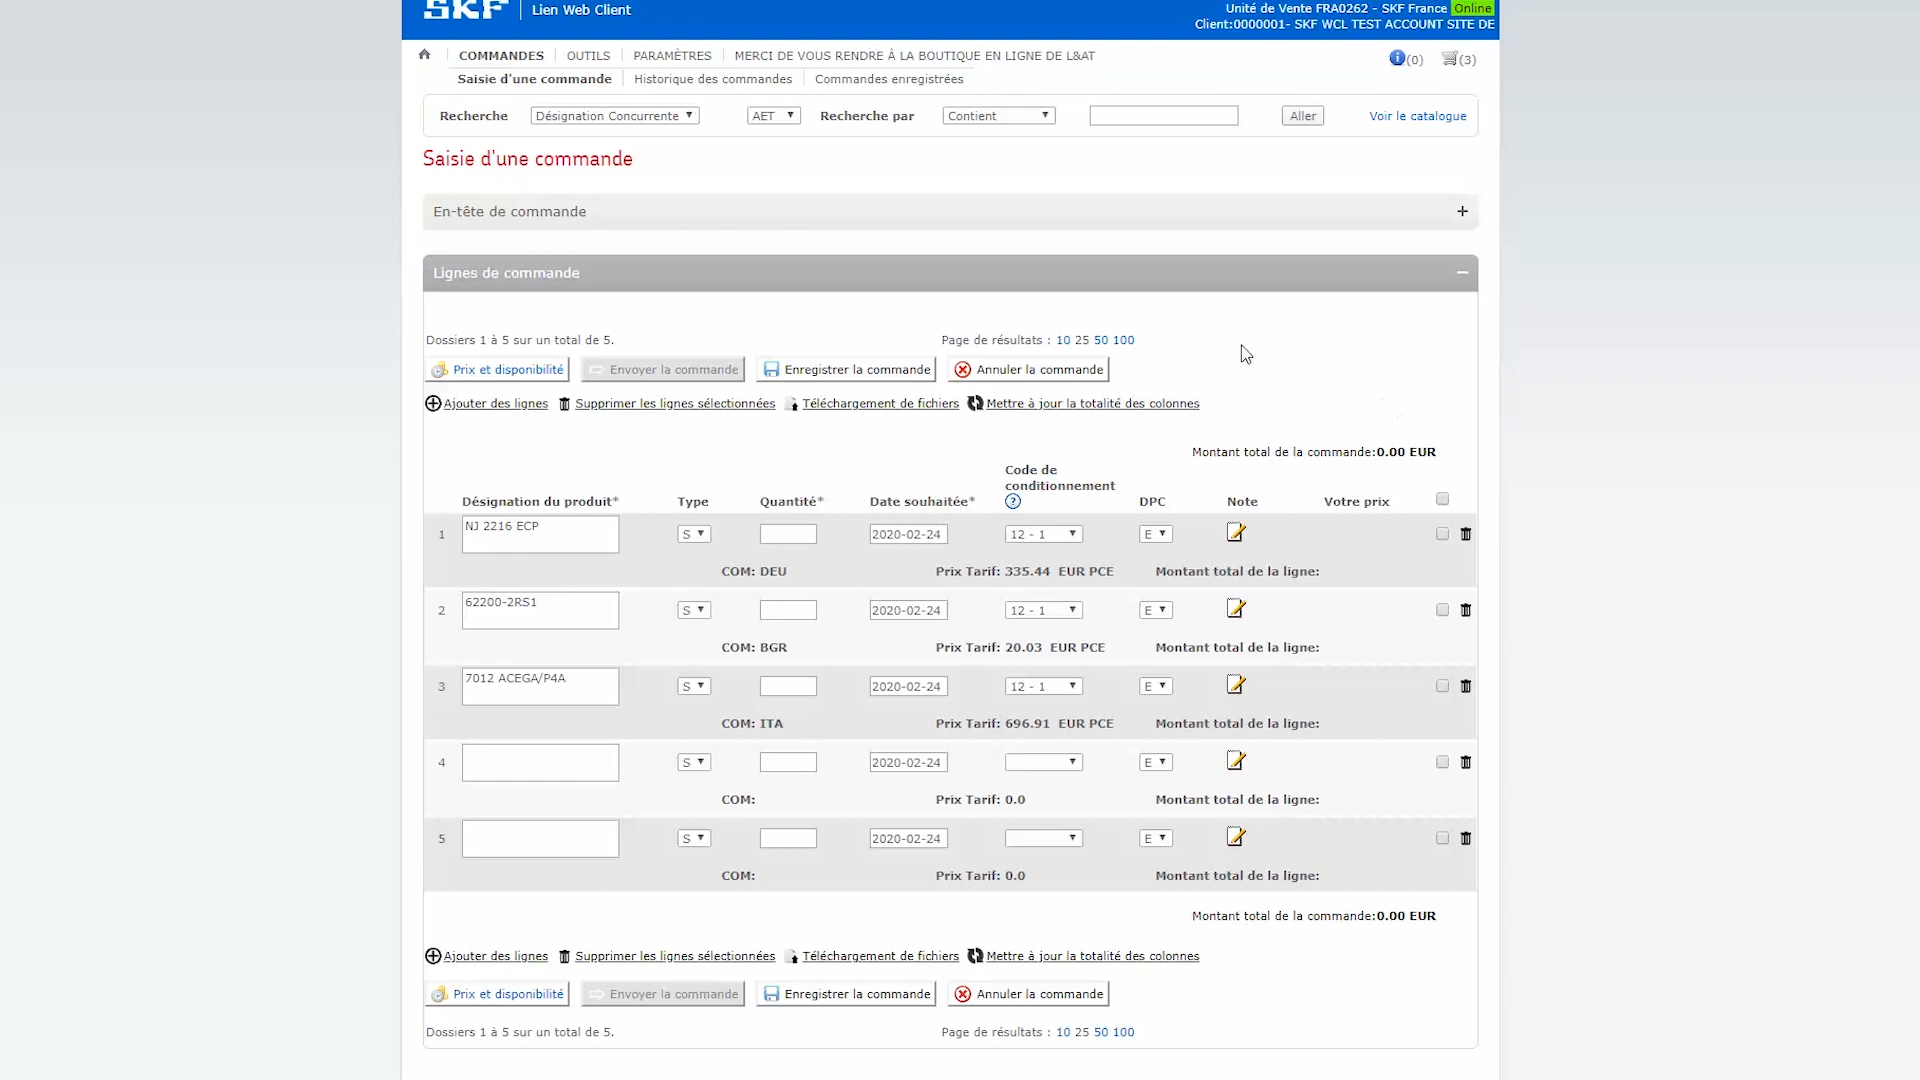 SKF Lien Web Client
Unité de Vente FRA0262 - SKF France Online
Client:0000001- SKF WCL TEST ACCOUNT SITE DE
COMMANDES OUTILS PARAMÈTRES MERCI DE VOUS RENDRE À LA BOUTIQUE EN LIGNE DE L&AT (0) (3)
Saisie d'une commande Historique des commandes Commandes enregistrées
Recherche Désignation Concurrente AET Recherche par Contient Aller Voir le catalogue
Saisie d'une commande
En-tête de commande +
Lignes de commande −
Dossiers 1 à 5 sur un total de 5. Page de résultats : 10 25 50 100
Prix et disponibilité Envoyer la commande Enregistrer la commande Annuler la commande
Ajouter des lignes Supprimer les lignes sélectionnées Téléchargement de fichiers Mettre à jour la totalité des colonnes
Montant total de la commande:0.00 EUR
Désignation du produit* Type Quantité* Date souhaitée* Code de conditionnement ? DPC Note Votre prix
1 NJ 2216 ECP S 2020-02-24 12 - 1 E
COM: DEU Prix Tarif: 335.44 EUR PCE Montant total de la ligne:
2 62200-2RS1 S 2020-02-24 12 - 1 E
COM: BGR Prix Tarif: 20.03 EUR PCE Montant total de la ligne:
3 7012 ACEGA/P4A S 2020-02-24 12 - 1 E
COM: ITA Prix Tarif: 696.91 EUR PCE Montant total de la ligne:
4 S 2020-02-24 E
COM: Prix Tarif: 0.0 Montant total de la ligne:
5 S 2020-02-24 E
COM: Prix Tarif: 0.0 Montant total de la ligne:
Montant total de la commande:0.00 EUR
Ajouter des lignes Supprimer les lignes sélectionnées Téléchargement de fichiers Mettre à jour la totalité des colonnes
Prix et disponibilité Envoyer la commande Enregistrer la commande Annuler la commande
Dossiers 1 à 5 sur un total de 5. Page de résultats : 10 25 50 100